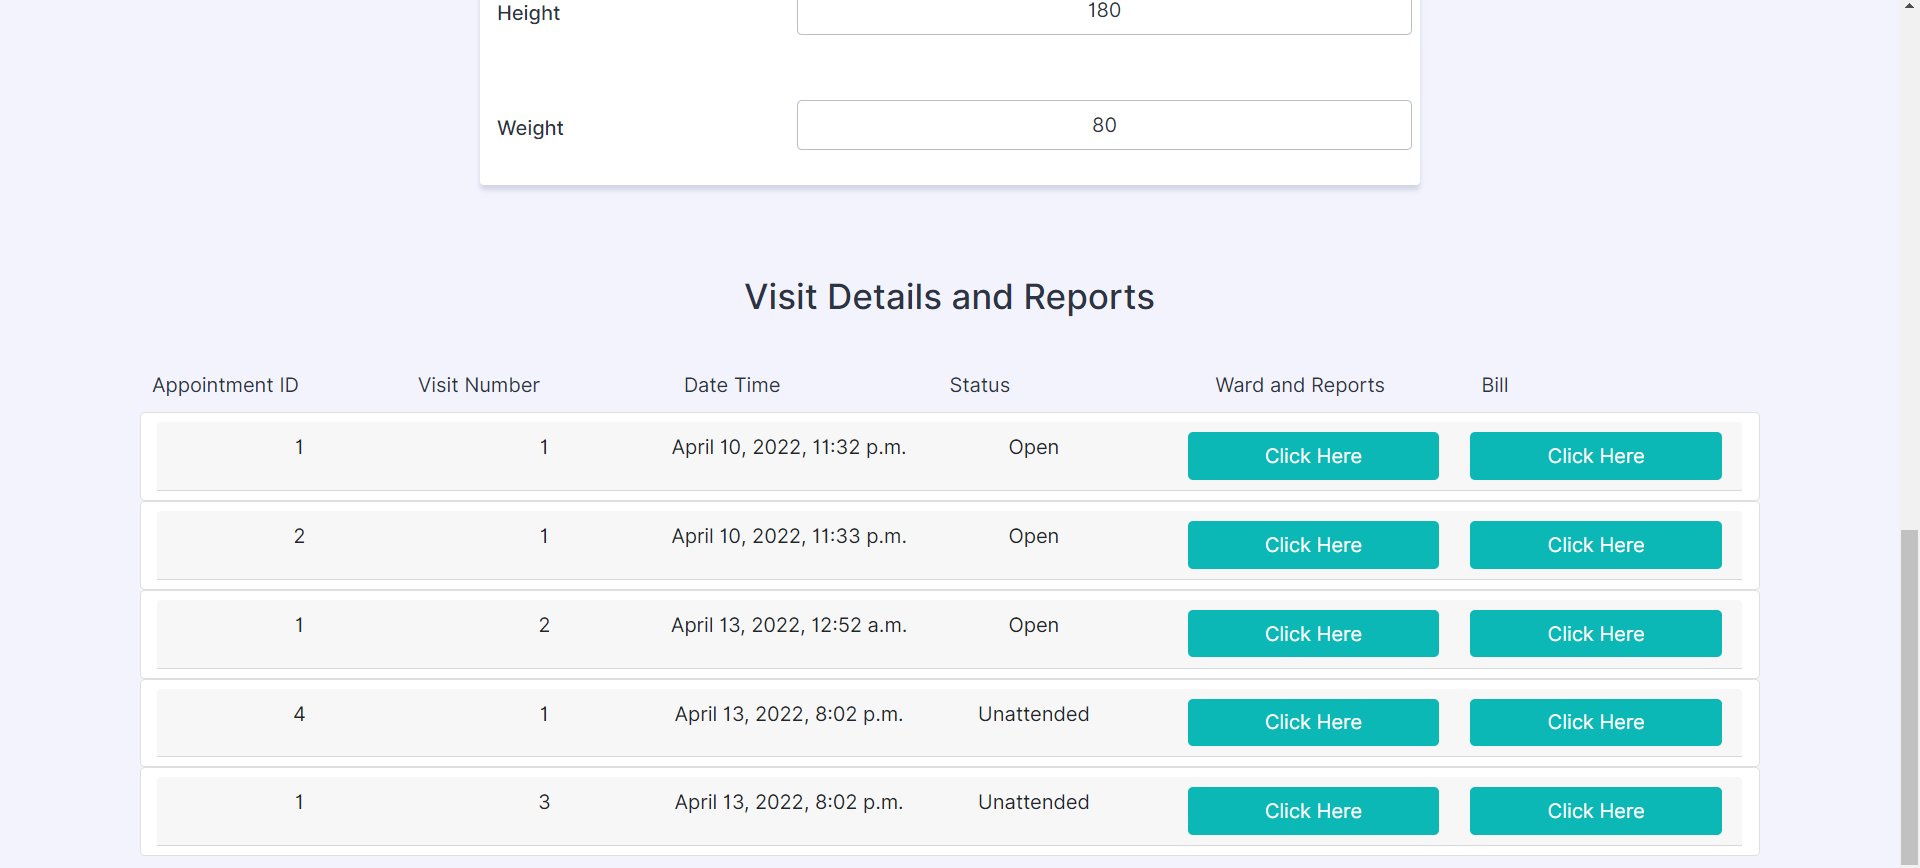 Height 180
Weight 80
Visit Details and Reports
Appointment ID Visit Number Date Time Status Ward and Reports Bill
1 1 April 10, 2022, 11:32 p.m. Open Click Here Click Here
2 1 April 10, 2022, 11:33 p.m. Open Click Here Click Here
1 2 April 13, 2022, 12:52 a.m. Open Click Here Click Here
4 1 April 13, 2022, 8:02 p.m. Unattended Click Here Click Here
1 3 April 13, 2022, 8:02 p.m. Unattended Click Here Click Here